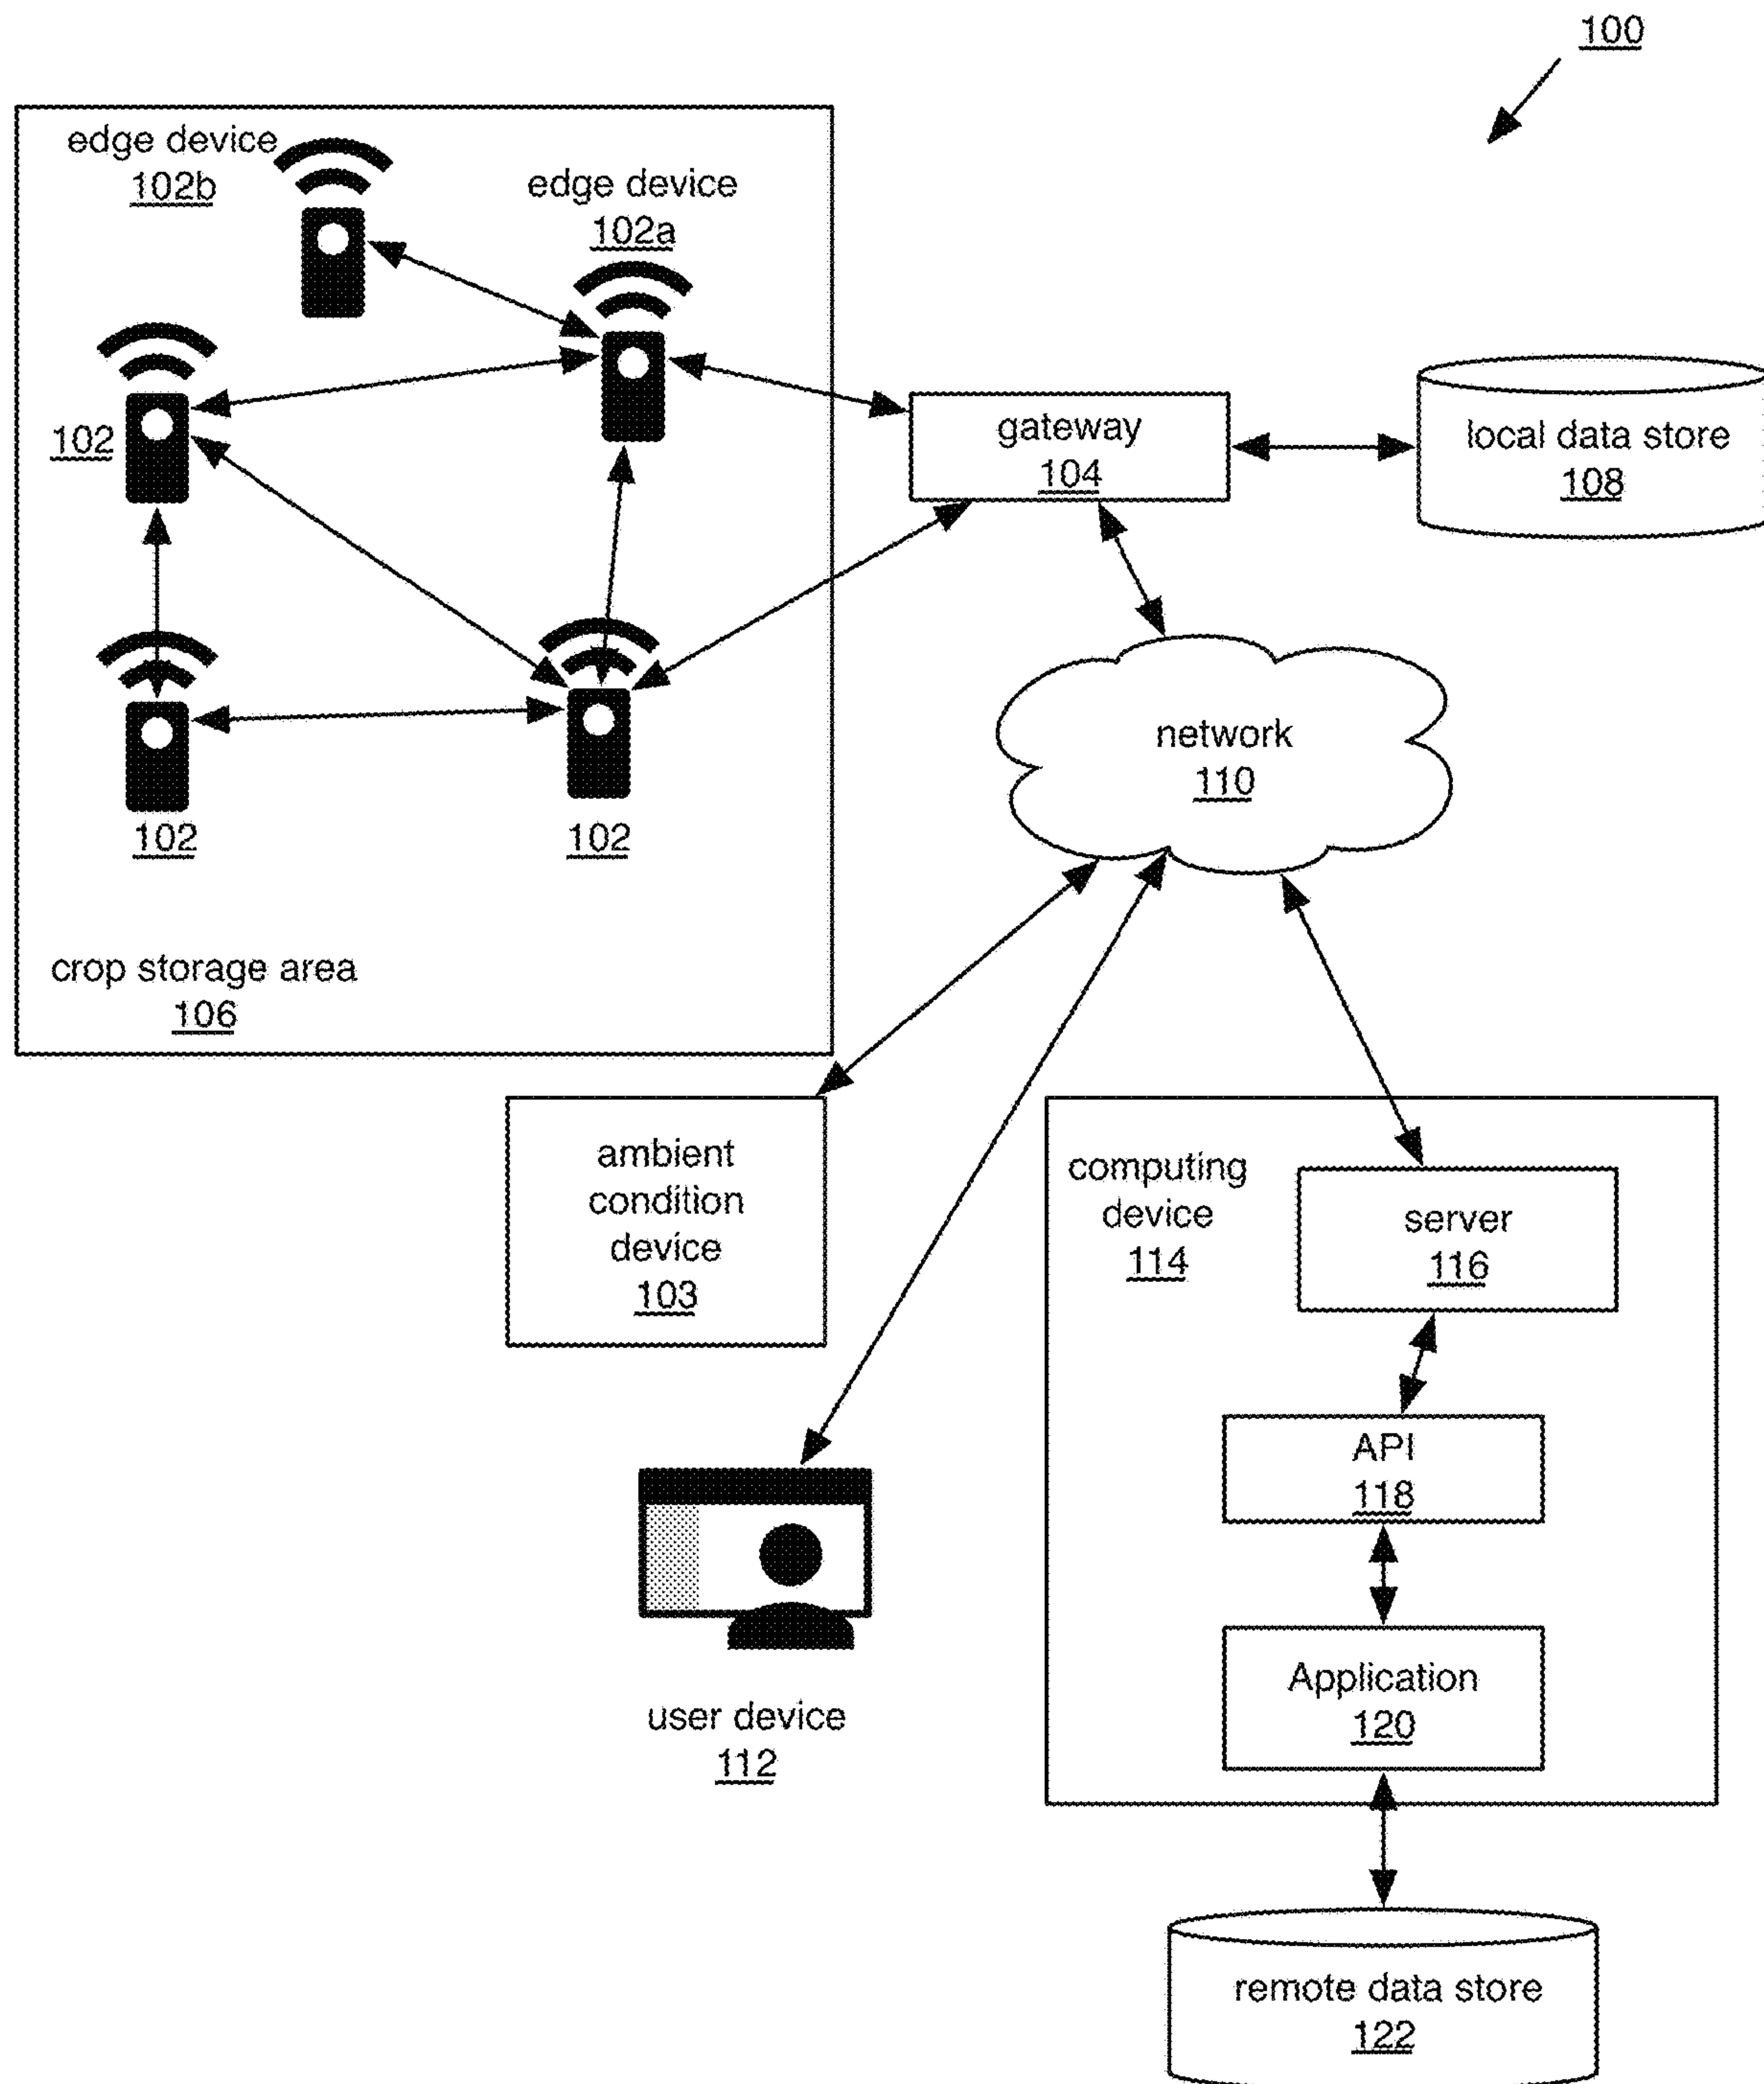 100
edge device
102b
edge device
102a
102
gateway
104
local data store
108
network
110
102
102
crop storage area
106
ambient
condition
device
103
computing
device
114
server
116
API
118
Application
120
user device
112
remote data store
122